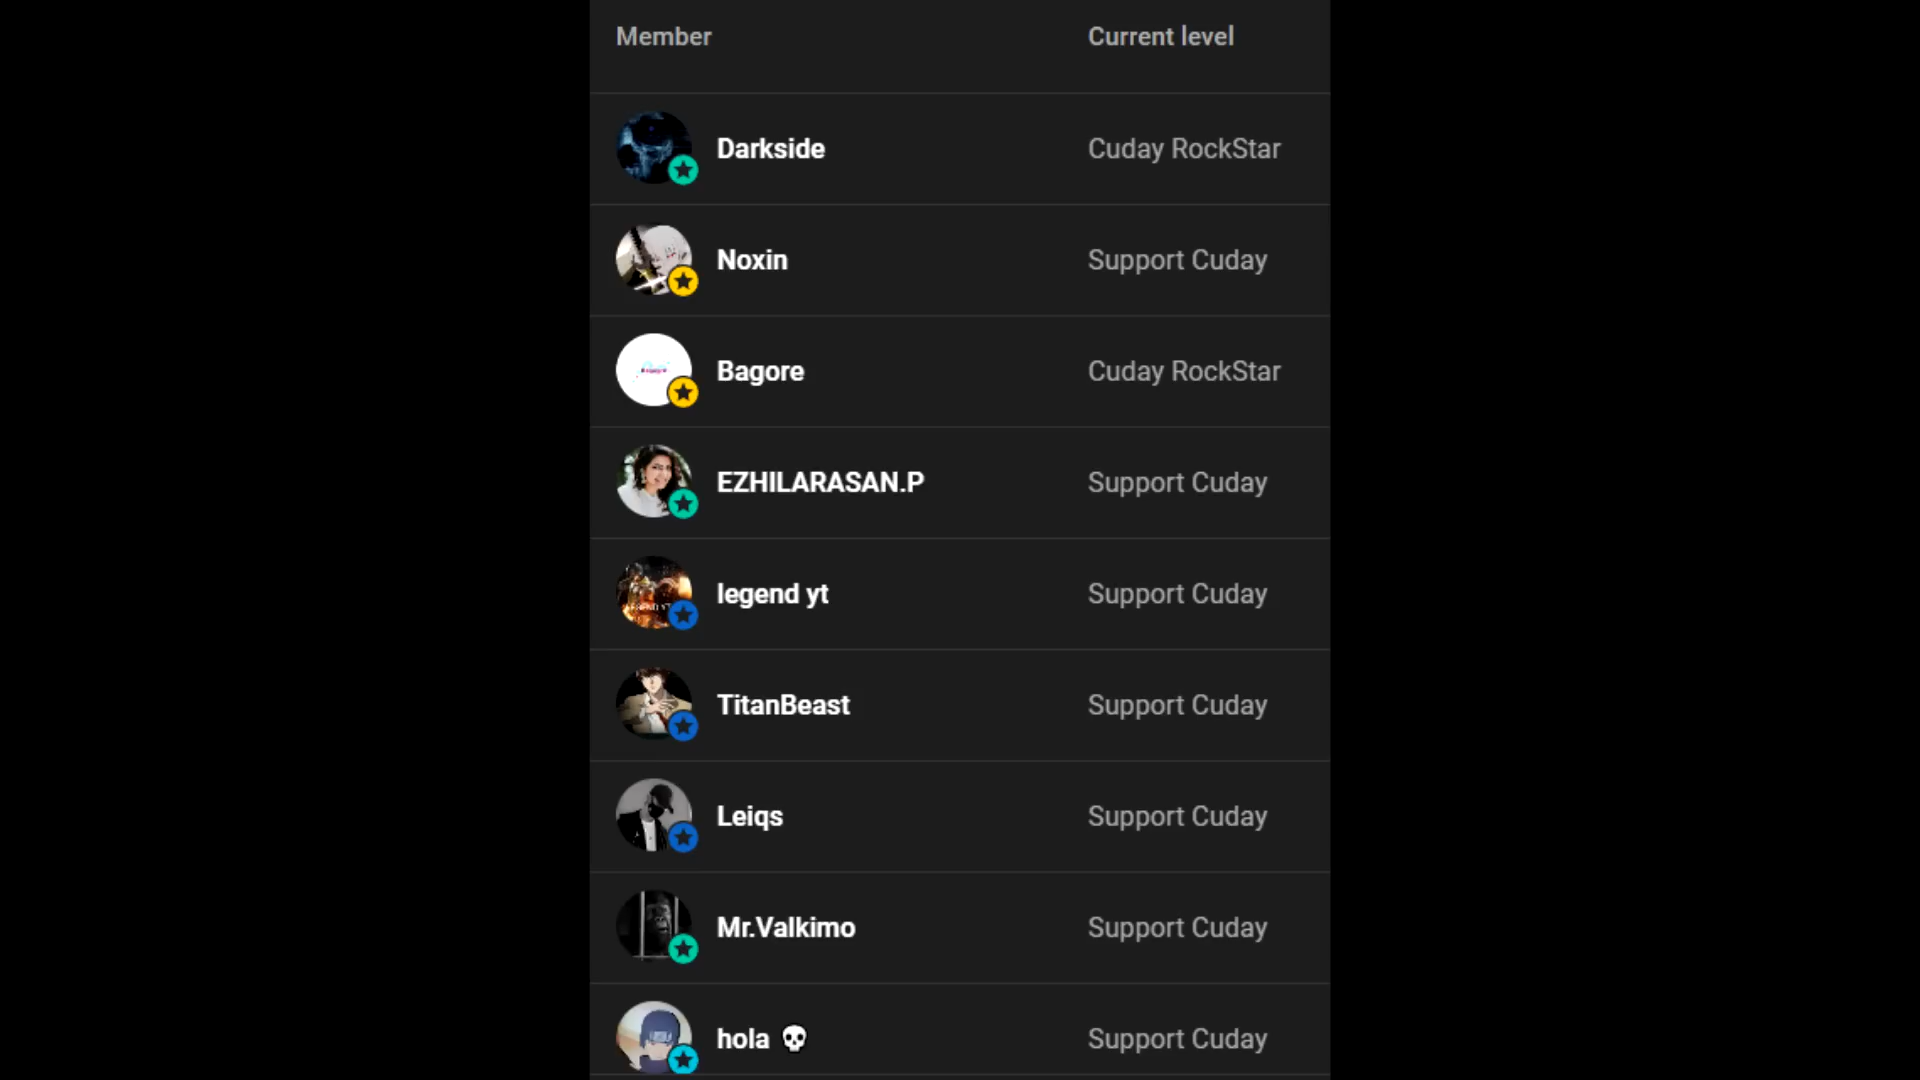 Member Current level
Darkside Cuday RockStar
Noxin Support Cuday
Bagore Cuday RockStar
EZHILARASAN.P Support Cuday
legend yt Support Cuday
TitanBeast Support Cuday
Leiqs Support Cuday
Mr.Valkimo Support Cuday
hola 💀 Support Cuday